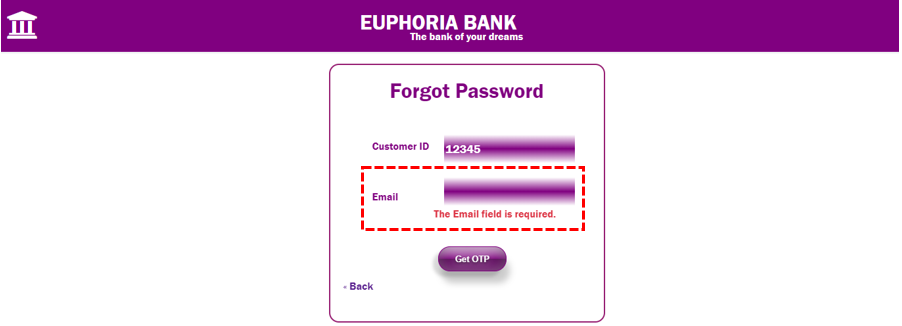 EUPHORIA BANK
The bank of your dreams
Forgot Password
Customer ID 12345
Email
The Email field is required.
Get OTP
< Back